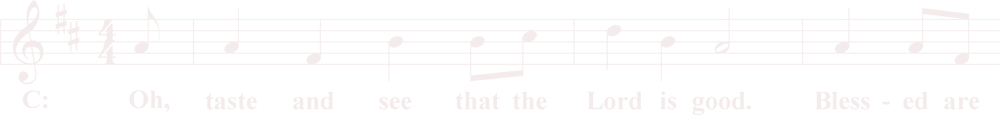 C: Oh, taste and see that the Lord is good. Bless - ed are